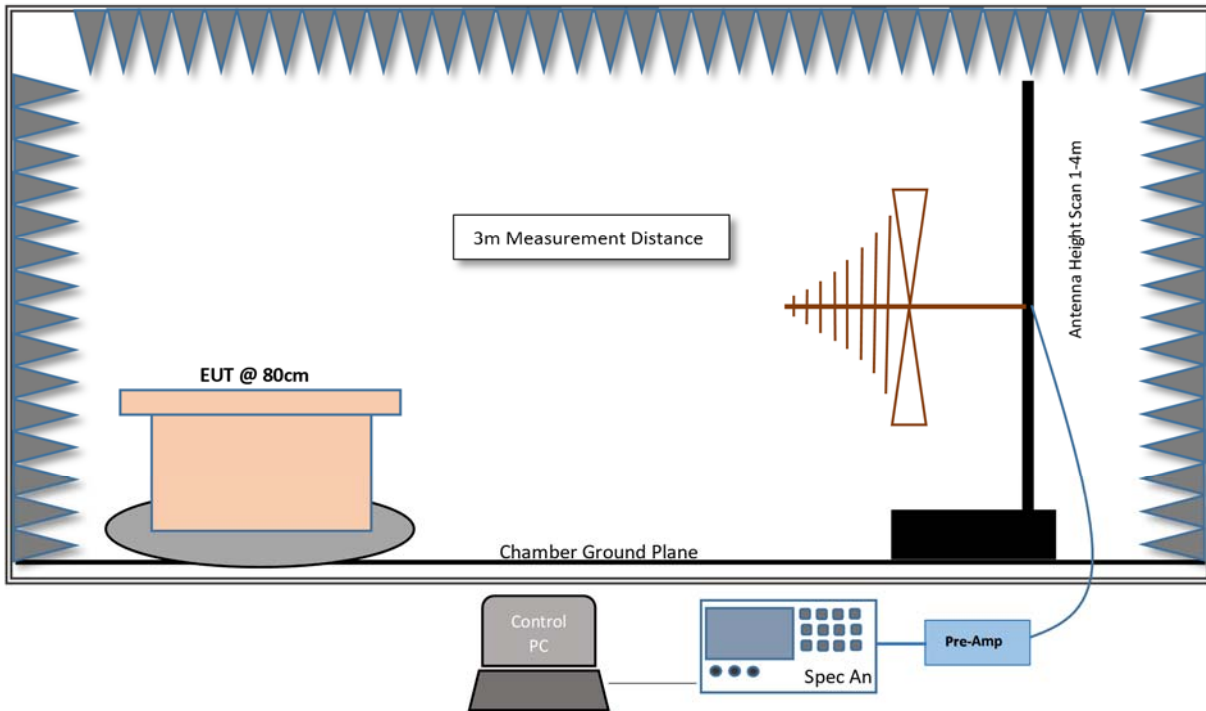 3m Measurement Distance
Antenna Height Scan 1-4m
EUT @ 80cm
Chamber Ground Plane
Control
PC
Spec An
Pre-Amp